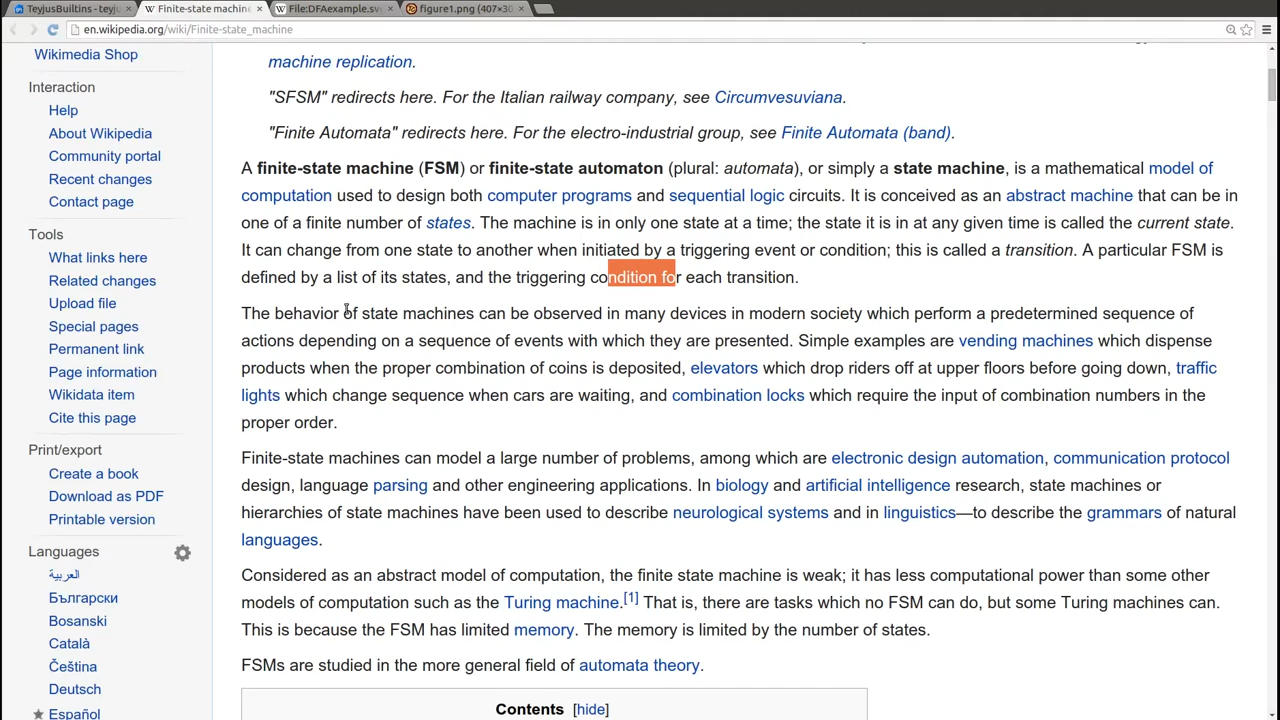 TeyjusBuiltins - teyju
Finite-state machine
File:DFAexample.sv
figure1.png (407×30
en.wikipedia.org/wiki/Finite-state_machine
Wikimedia Shop
Interaction
Help
About Wikipedia
Community portal
Recent changes
Contact page
Tools
What links here
Related changes
Upload file
Special pages
Permanent link
Page information
Wikidata item
Cite this page
Print/export
Create a book
Download as PDF
Printable version
Languages
العربية
Български
Bosanski
Català
Čeština
Deutsch
Español
machine replication.
"SFSM" redirects here. For the Italian railway company, see Circumvesuviana.
"Finite Automata" redirects here. For the electro-industrial group, see Finite Automata (band).
A finite-state machine (FSM) or finite-state automaton (plural: automata), or simply a state machine, is a mathematical model of
computation used to design both computer programs and sequential logic circuits. It is conceived as an abstract machine that can be in
one of a finite number of states. The machine is in only one state at a time; the state it is in at any given time is called the current state.
It can change from one state to another when initiated by a triggering event or condition; this is called a transition. A particular FSM is
defined by a list of its states, and the triggering condition for each transition.
The behavior of state machines can be observed in many devices in modern society which perform a predetermined sequence of
actions depending on a sequence of events with which they are presented. Simple examples are vending machines which dispense
products when the proper combination of coins is deposited, elevators which drop riders off at upper floors before going down, traffic
lights which change sequence when cars are waiting, and combination locks which require the input of combination numbers in the
proper order.
Finite-state machines can model a large number of problems, among which are electronic design automation, communication protocol
design, language parsing and other engineering applications. In biology and artificial intelligence research, state machines or
hierarchies of state machines have been used to describe neurological systems and in linguistics—to describe the grammars of natural
languages.
Considered as an abstract model of computation, the finite state machine is weak; it has less computational power than some other
models of computation such as the Turing machine.[1] That is, there are tasks which no FSM can do, but some Turing machines can.
This is because the FSM has limited memory. The memory is limited by the number of states.
FSMs are studied in the more general field of automata theory.
Contents [hide]